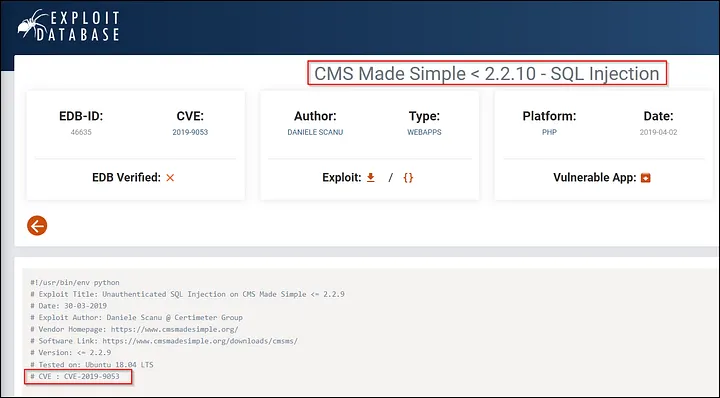 EXPLOIT
DATABASE
CMS Made Simple < 2.2.10 - SQL Injection
EDB-ID:
46635
CVE:
2019-9053
EDB Verified: ×
Author:
DANIELE SCANU
Type:
WEBAPPS
Exploit: / {}
Platform:
PHP
Date:
2019-04-02
Vulnerable App:
#!/usr/bin/env python
# Exploit Title: Unauthenticated SQL Injection on CMS Made Simple <= 2.2.9
# Date: 30-03-2019
# Exploit Author: Daniele Scanu @ Certimeter Group
# Vendor Homepage: https://www.cmsmadesimple.org/
# Software Link: https://www.cmsmadesimple.org/downloads/cmsms/
# Version: <= 2.2.9
# Tested on: Ubuntu 18.04 LTS
# CVE : CVE-2019-9053